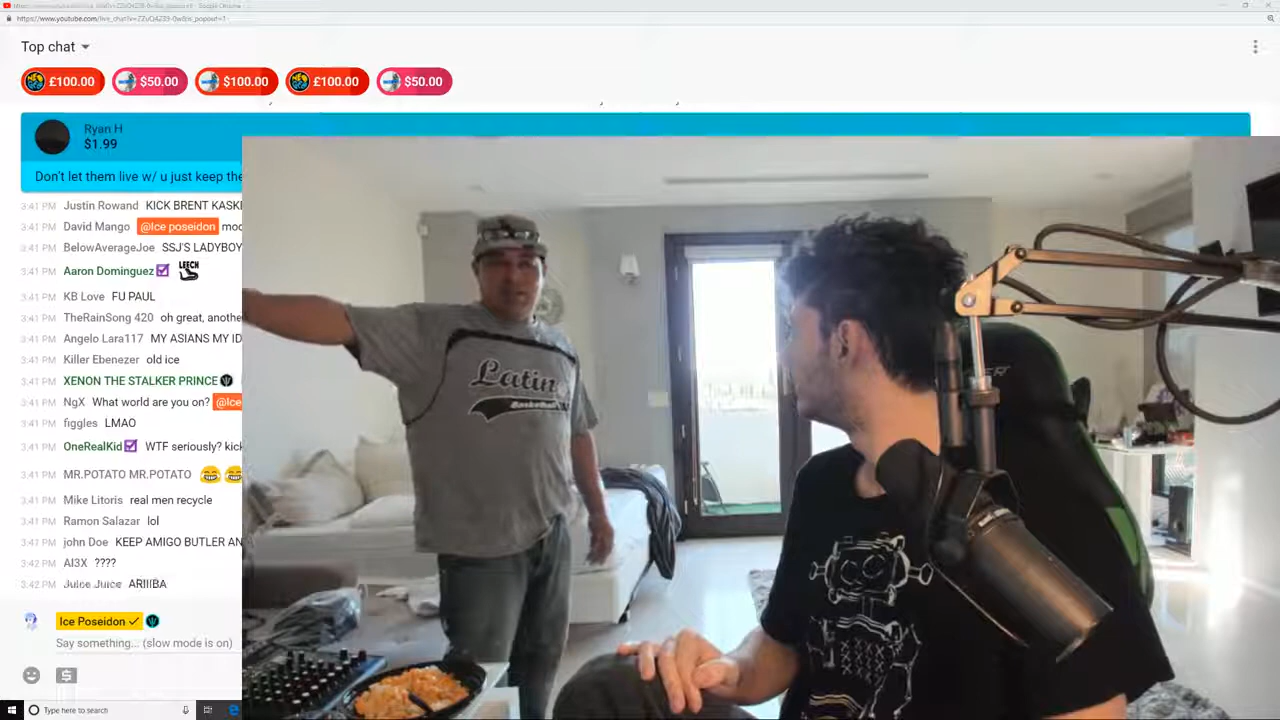 Top chat
£100.00 $50.00 $100.00 £100.00 $50.00
Ryan H
$1.99
Don't let them live w/ u just keep the
3:41 PM Justin Rowand KICK BRENT KASKE
3:41 PM David Mango @Ice poseidon mod
3:41 PM BelowAverageJoe SSJ'S LADYBOY
3:41 PM Aaron Dominguez LEECH
3:41 PM KB Love FU PAUL
3:41 PM TheRainSong 420 oh great, anothe
3:41 PM Angelo Lara117 MY ASIANS MY ID
3:41 PM Killer Ebenezer old ice
3:41 PM XENON THE STALKER PRINCE
3:41 PM NgX What world are you on? @Ice
3:41 PM figgles LMAO
3:41 PM OneRealKid WTF seriously? kick
3:41 PM MR.POTATO MR.POTATO
3:41 PM Mike Litoris real men recycle
3:41 PM Ramon Salazar lol
3:41 PM john Doe KEEP AMIGO BUTLER AN
3:42 PM Al3X ????
3:42 PM Juice Juice ARIIIBA
Ice Poseidon
Say something... (slow mode is on)
Type here to search
Latin
Basketball